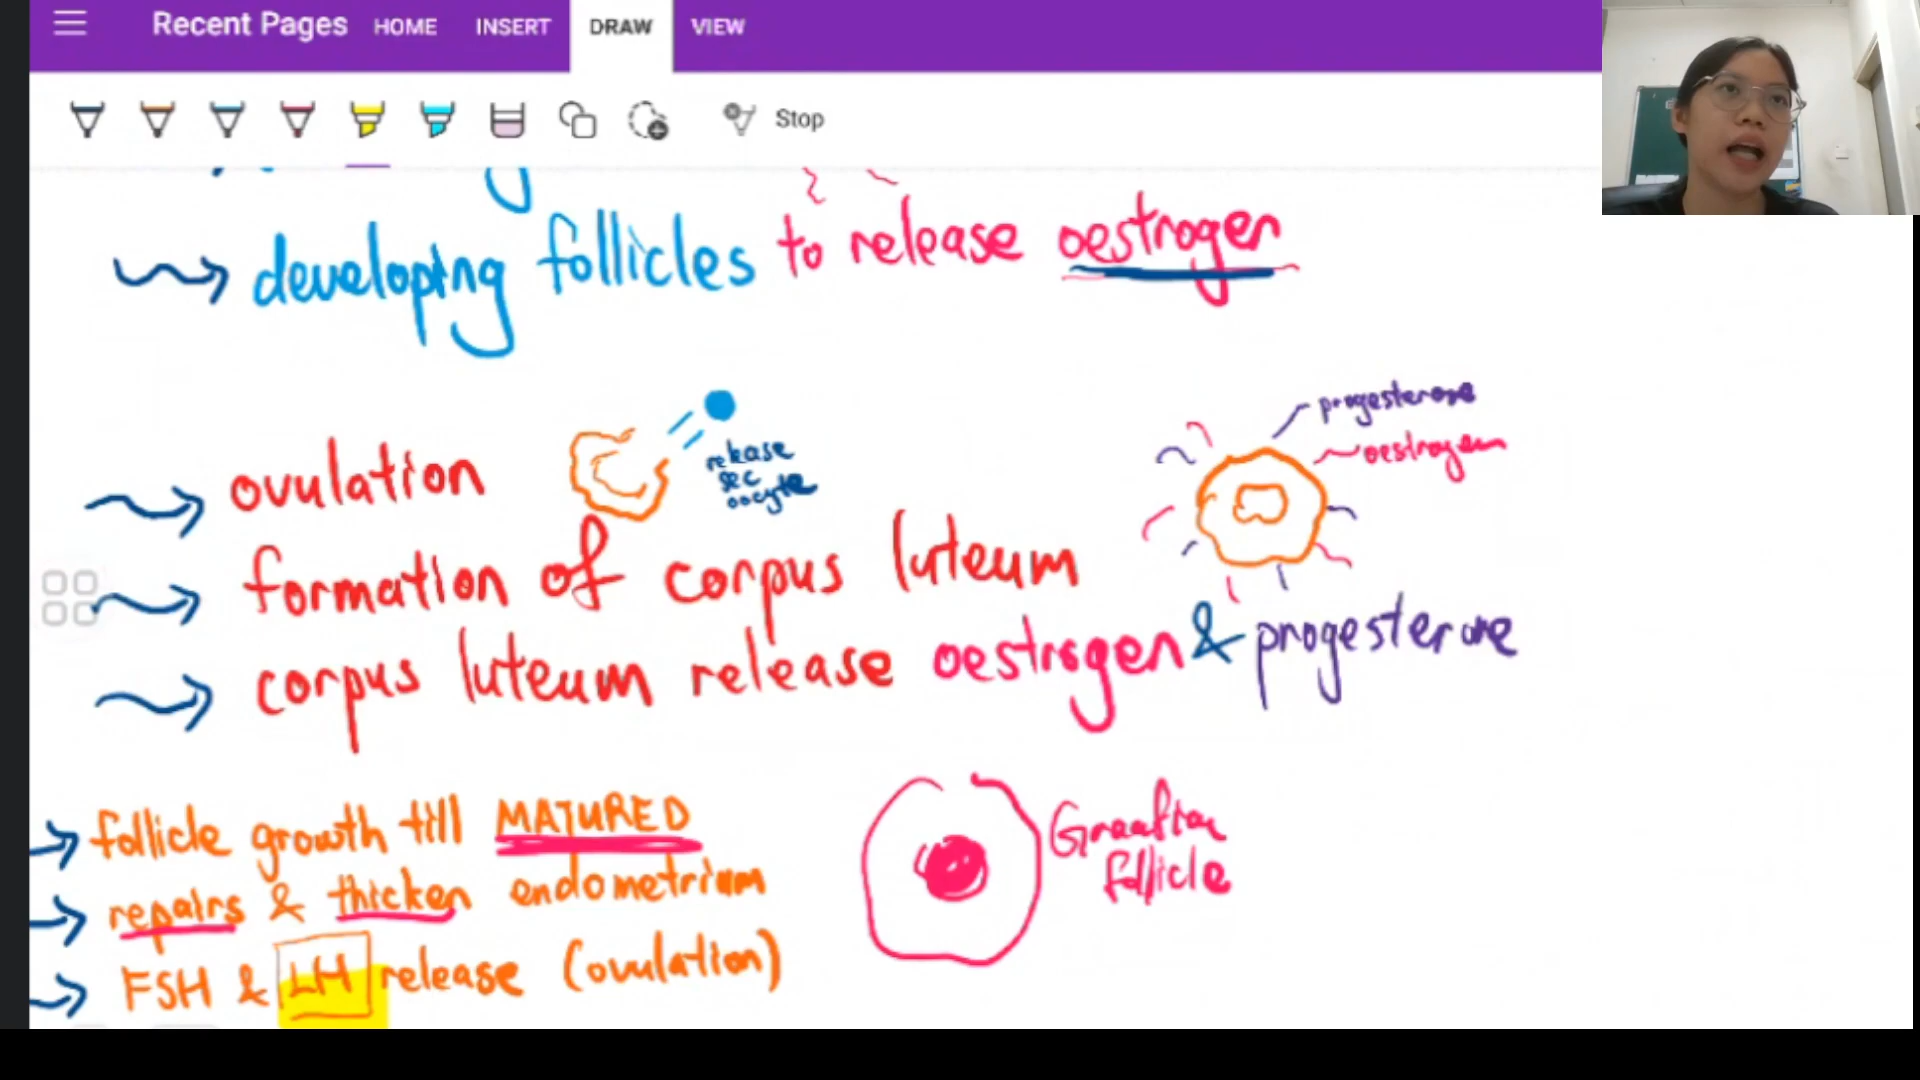 Recent Pages HOME INSERT DRAW VIEW
Stop
developing follicles to release oestrogen
progesterone
oestrogen
ovulation
release
sec
oocyte
formation of corpus luteum
corpus luteum release oestrogen & progesterone
follicle growth till MATURED
Graafian
follicle
repairs & thicken endometrium
FSH & LH release (ovulation)